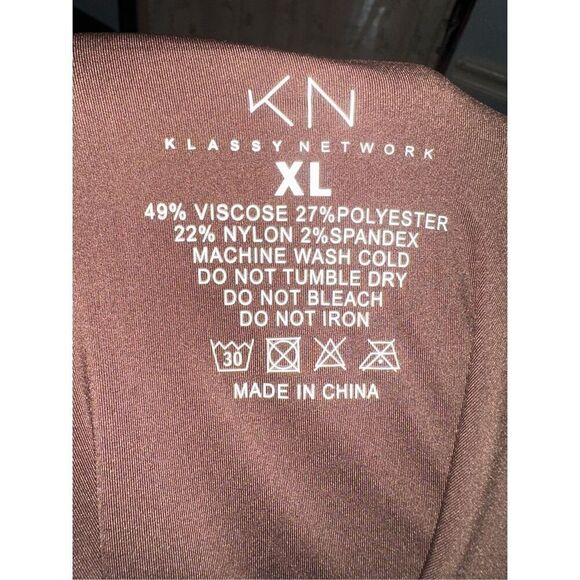 KN
KLASSY NETWORK
XL
49% VISCOSE 27%POLYESTER
22% NYLON 2%SPANDEX
MACHINE WASH COLD
DO NOT TUMBLE DRY
DO NOT BLEACH
DO NOT IRON
30
MADE IN CHINA